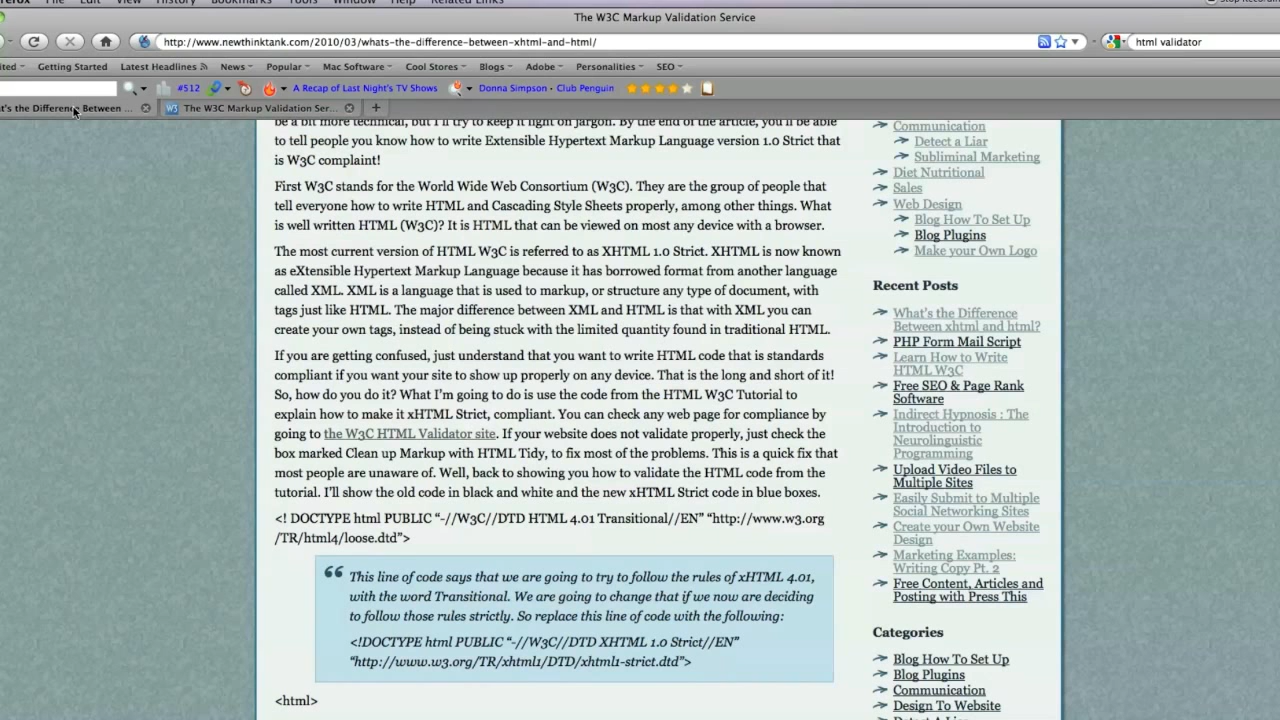 File Edit View History Bookmarks Tools Window Help Related Links
The W3C Markup Validation Service
http://www.newthinktank.com/2010/03/whats-the-difference-between-xhtml-and-html/
html validator
Getting Started Latest Headlines News Popular Mac Software Cool Stores Blogs Adobe Personalities SEO
#512 A Recap of Last Night's TV Shows Donna Simpson - Club Penguin
the Difference Between ...
W3 The W3C Markup Validation Ser...
be a bit more technical, but I'll try to keep it light on jargon. By the end of the article, you'll be able
to tell people you know how to write Extensible Hypertext Markup Language version 1.0 Strict that
is W3C complaint!
First W3C stands for the World Wide Web Consortium (W3C). They are the group of people that
tell everyone how to write HTML and Cascading Style Sheets properly, among other things. What
is well written HTML (W3C)? It is HTML that can be viewed on most any device with a browser.
The most current version of HTML W3C is referred to as XHTML 1.0 Strict. XHTML is now known
as eXtensible Hypertext Markup Language because it has borrowed format from another language
called XML. XML is a language that is used to markup, or structure any type of document, with
tags just like HTML. The major difference between XML and HTML is that with XML you can
create your own tags, instead of being stuck with the limited quantity found in traditional HTML.
If you are getting confused, just understand that you want to write HTML code that is standards
compliant if you want your site to show up properly on any device. That is the long and short of it!
So, how do you do it? What I'm going to do is use the code from the HTML W3C Tutorial to
explain how to make it xHTML Strict, compliant. You can check any web page for compliance by
going to the W3C HTML Validator site. If your website does not validate properly, just check the
box marked Clean up Markup with HTML Tidy, to fix most of the problems. This is a quick fix that
most people are unaware of. Well, back to showing you how to validate the HTML code from the
tutorial. I'll show the old code in black and white and the new xHTML Strict code in blue boxes.
<! DOCTYPE html PUBLIC “-//W3C//DTD HTML 4.01 Transitional//EN” “http://www.w3.org
/TR/html4/loose.dtd”>
This line of code says that we are going to try to follow the rules of xHTML 4.01,
with the word Transitional. We are going to change that if we now are deciding
to follow those rules strictly. So replace this line of code with the following:
<!DOCTYPE html PUBLIC “-//W3C//DTD XHTML 1.0 Strict//EN”
“http://www.w3.org/TR/xhtml1/DTD/xhtml1-strict.dtd”>
<html>
Communication
Detect a Liar
Subliminal Marketing
Diet Nutritional
Sales
Web Design
Blog How To Set Up
Blog Plugins
Make your Own Logo
Recent Posts
What's the Difference
Between xhtml and html?
PHP Form Mail Script
Learn How to Write
HTML W3C
Free SEO & Page Rank
Software
Indirect Hypnosis : The
Introduction to
Neurolinguistic
Programming
Upload Video Files to
Multiple Sites
Easily Submit to Multiple
Social Networking Sites
Create your Own Website
Design
Marketing Examples:
Writing Copy Pt. 2
Free Content, Articles and
Posting with Press This
Categories
Blog How To Set Up
Blog Plugins
Communication
Design To Website
Detect A Liar